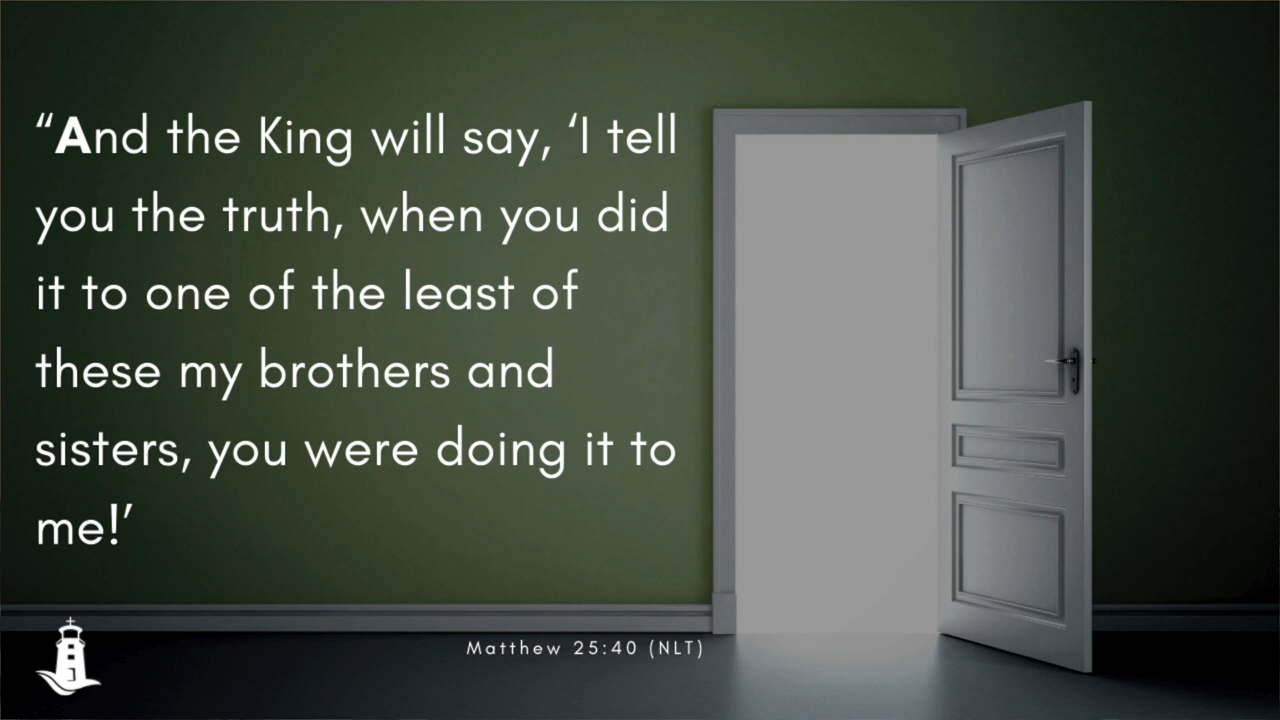 “And the King will say, ‘I tell
you the truth, when you did
it to one of the least of
these my brothers and
sisters, you were doing it to
me!’
Matthew 25:40 (NLT)